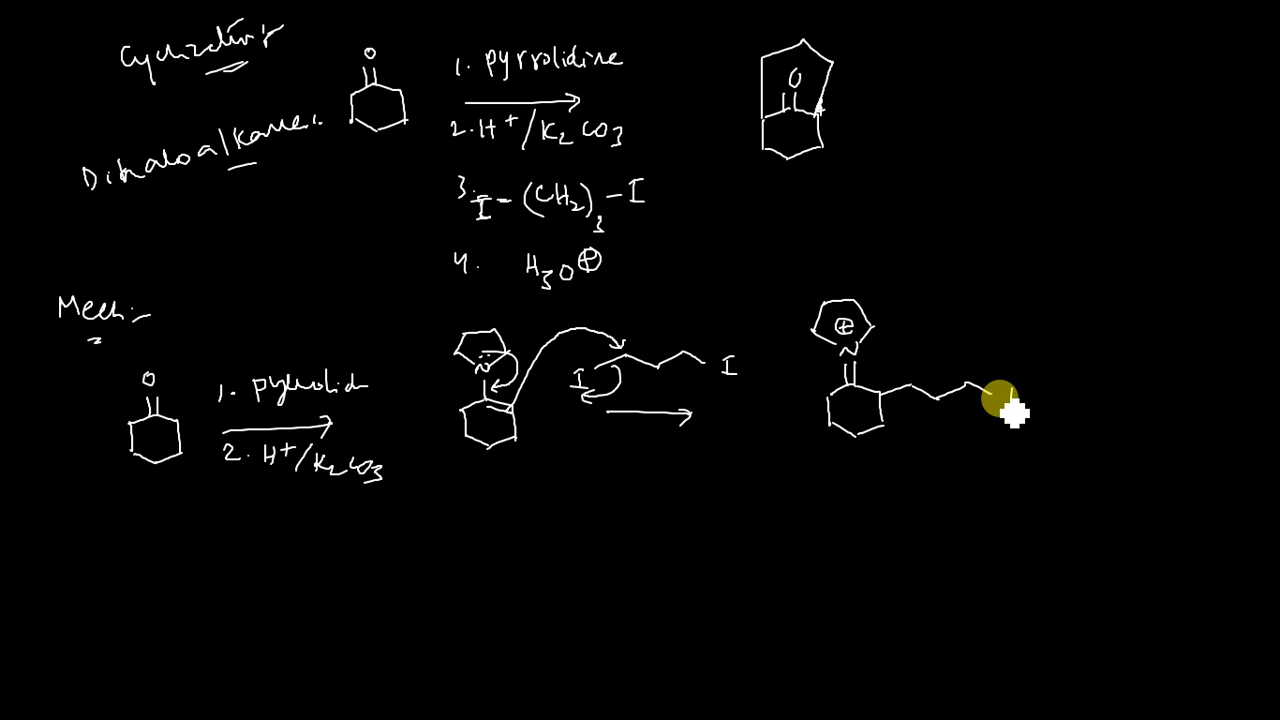 Cyclization
O
1. pyrrolidine
2. H+/K2CO3
O
Dihaloalkane.
3. I-(CH2)3-I
4. H3O⊕
Mech:-
O
1. pyrrolid
2. H+/K2CO3
N
I
I
⊕
N